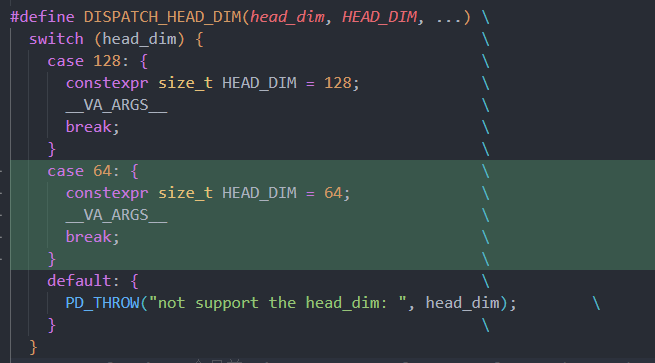 #define DISPATCH_HEAD_DIM(head_dim, HEAD_DIM, ...) \
  switch (head_dim) { \
    case 128: { \
      constexpr size_t HEAD_DIM = 128; \
      __VA_ARGS__ \
      break; \
    } \
    case 64: { \
      constexpr size_t HEAD_DIM = 64; \
      __VA_ARGS__ \
      break; \
    } \
    default: { \
      PD_THROW("not support the head_dim: ", head_dim); \
    } \
  }